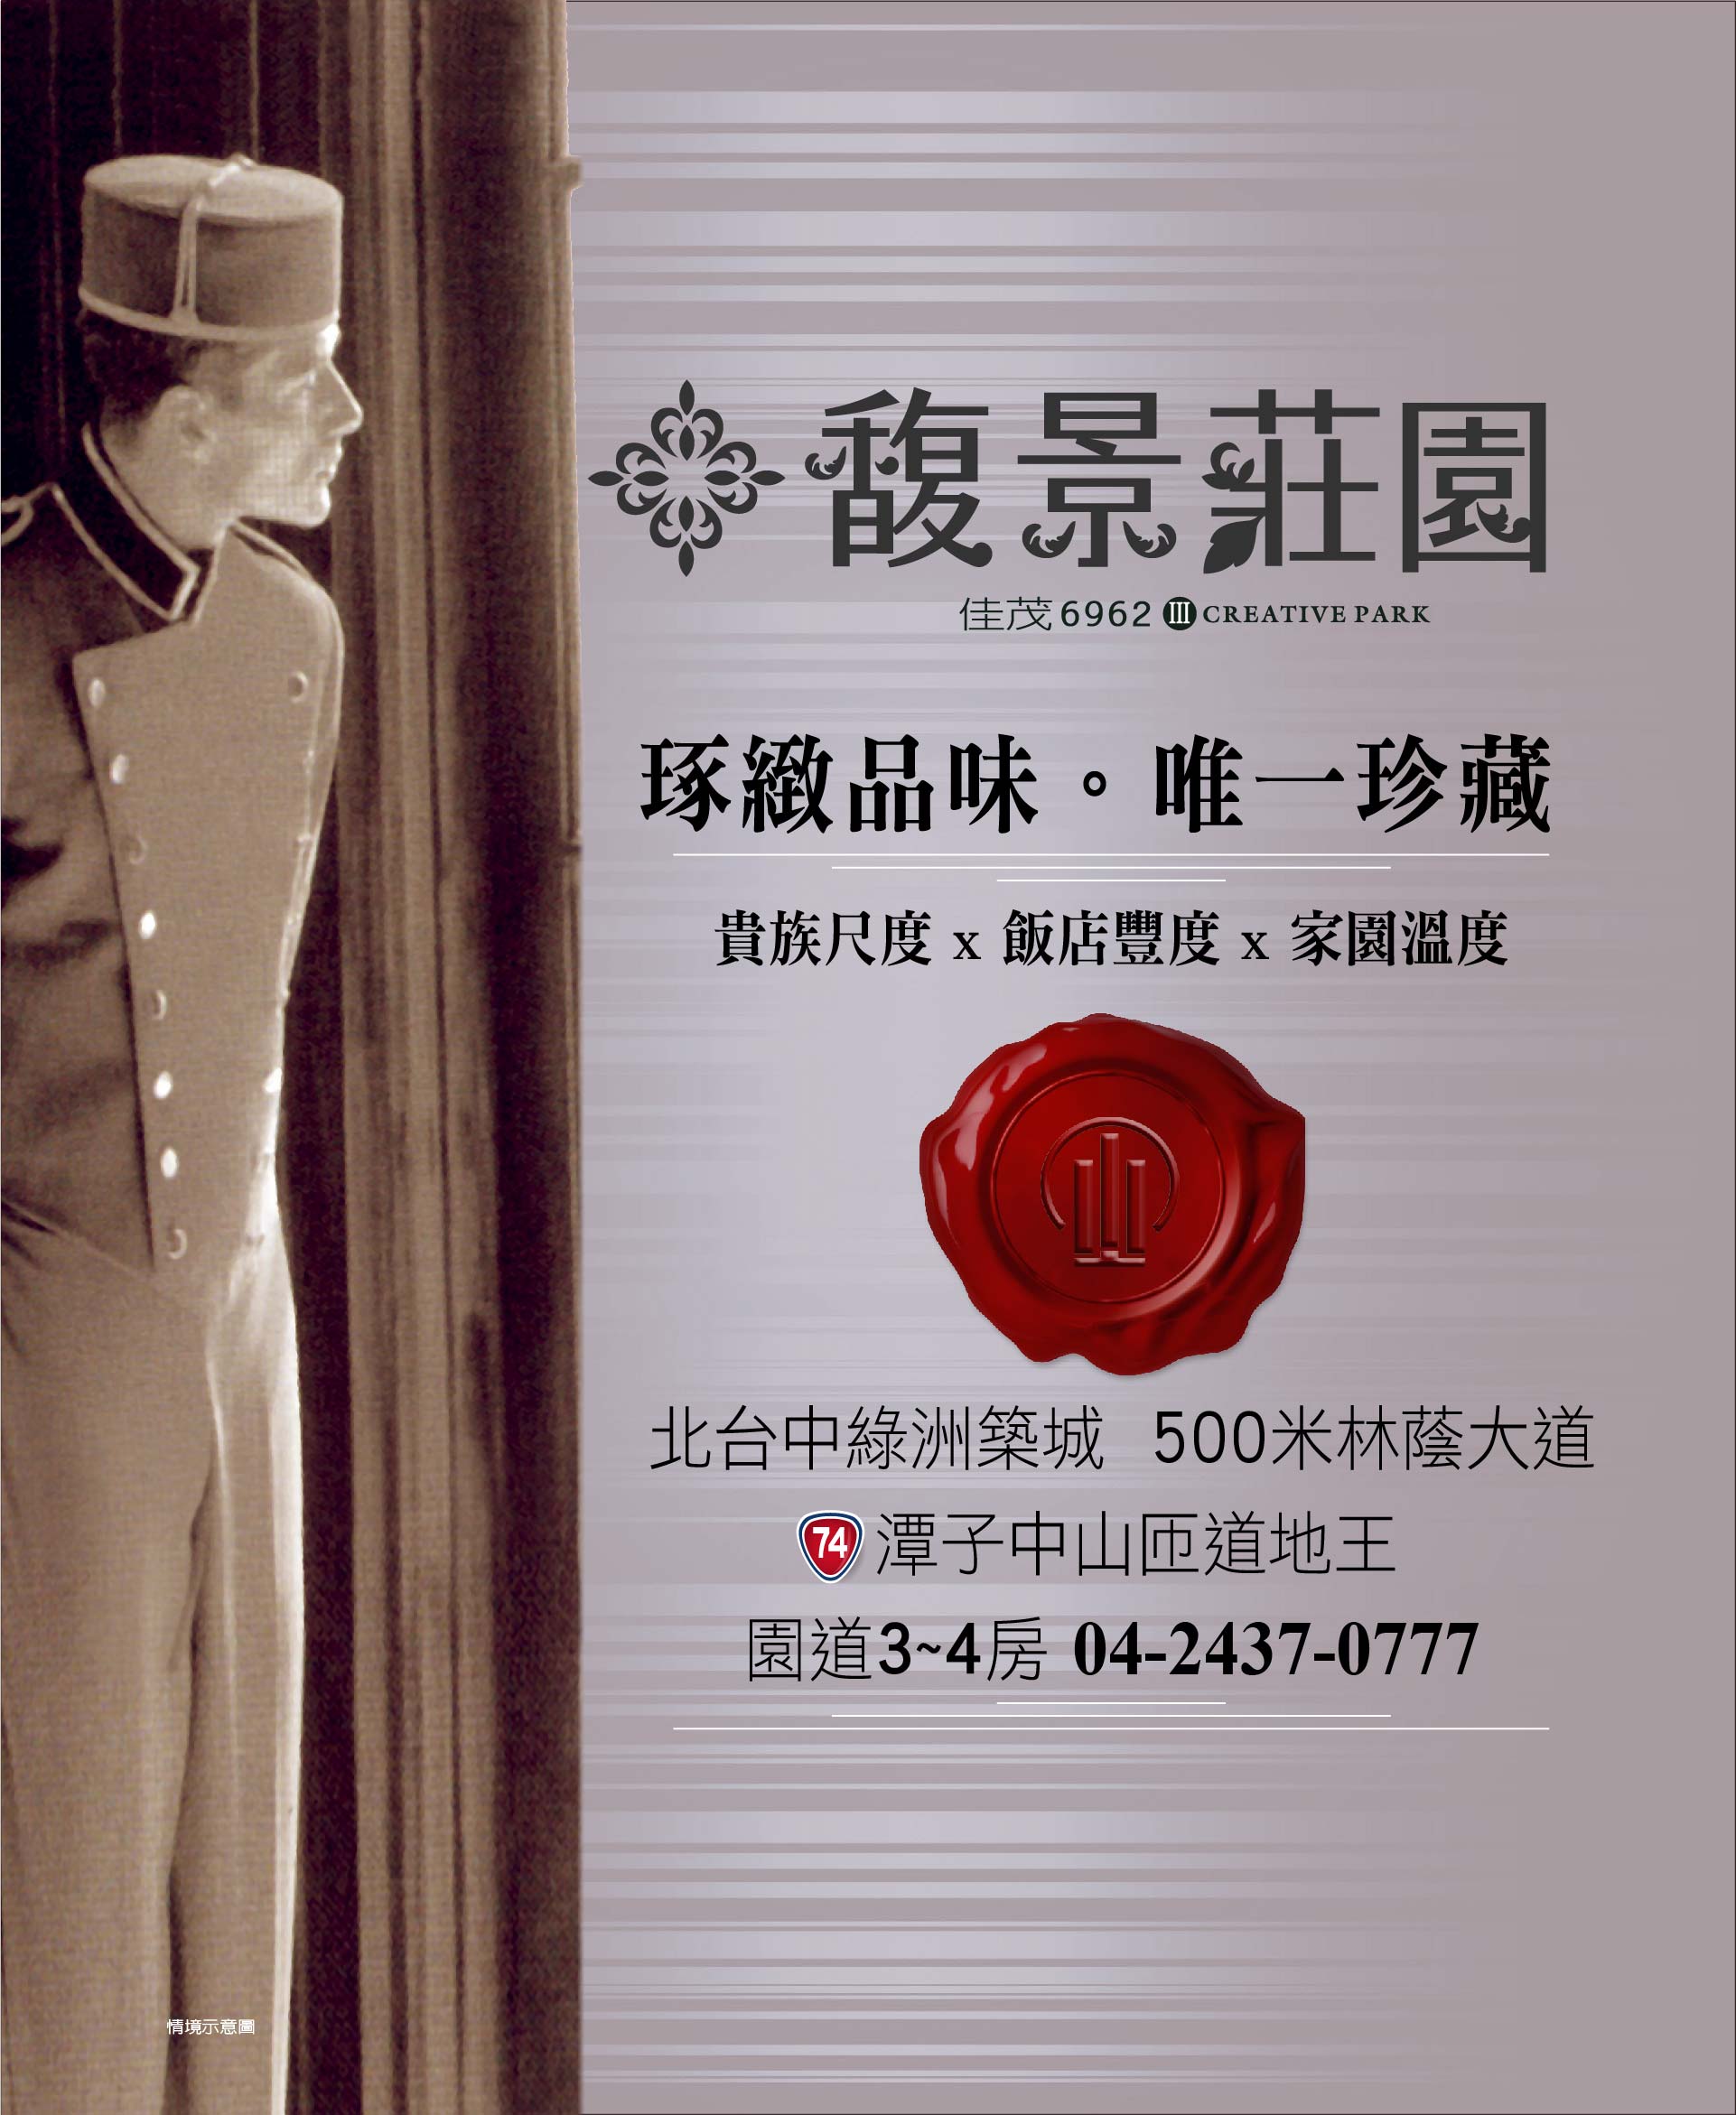 馥景莊園
佳茂6962 III CREATIVE PARK
琢緻品味。唯一珍藏
貴族尺度 x 飯店豐度 x 家園溫度
北台中綠洲築城 500米林蔭大道
74 潭子中山匝道地王
園道3~4房 04-2437-0777
情境示意圖